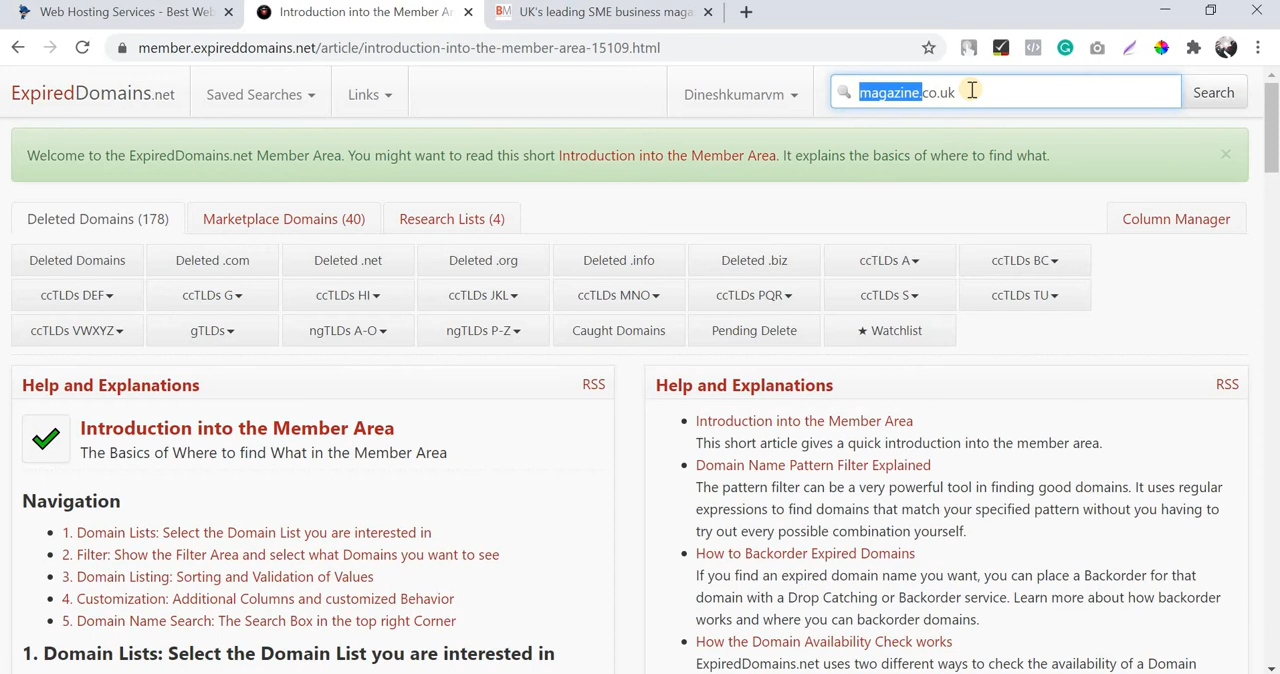 Web Hosting Services - Best Web
Introduction into the Member Ar
UK's leading SME business maga
member.expireddomains.net/article/introduction-into-the-member-area-15109.html
ExpiredDomains.net
Saved Searches
Links
Dineshkumarvm
magazine.co.uk
Search
Welcome to the ExpiredDomains.net Member Area. You might want to read this short Introduction into the Member Area. It explains the basics of where to find what.
Deleted Domains (178)
Marketplace Domains (40)
Research Lists (4)
Column Manager
Deleted Domains
Deleted .com
Deleted .net
Deleted .org
Deleted .info
Deleted .biz
ccTLDs A
ccTLDs BC
ccTLDs DEF
ccTLDs G
ccTLDs HI
ccTLDs JKL
ccTLDs MNO
ccTLDs PQR
ccTLDs S
ccTLDs TU
ccTLDs VWXYZ
gTLDs
ngTLDs A-O
ngTLDs P-Z
Caught Domains
Pending Delete
★ Watchlist
Help and Explanations
RSS
Introduction into the Member Area
The Basics of Where to find What in the Member Area
Navigation
1. Domain Lists: Select the Domain List you are interested in
2. Filter: Show the Filter Area and select what Domains you want to see
3. Domain Listing: Sorting and Validation of Values
4. Customization: Additional Columns and customized Behavior
5. Domain Name Search: The Search Box in the top right Corner
1. Domain Lists: Select the Domain List you are interested in
Help and Explanations
RSS
Introduction into the Member Area
This short article gives a quick introduction into the member area.
Domain Name Pattern Filter Explained
The pattern filter can be a very powerful tool in finding good domains. It uses regular
expressions to find domains that match your specified pattern without you having to
try out every possible combination yourself.
How to Backorder Expired Domains
If you find an expired domain name you want, you can place a Backorder for that
domain with a Drop Catching or Backorder service. Learn more about how backorder
works and where you can backorder domains.
How the Domain Availability Check works
ExpiredDomains.net uses two different ways to check the availability of a Domain